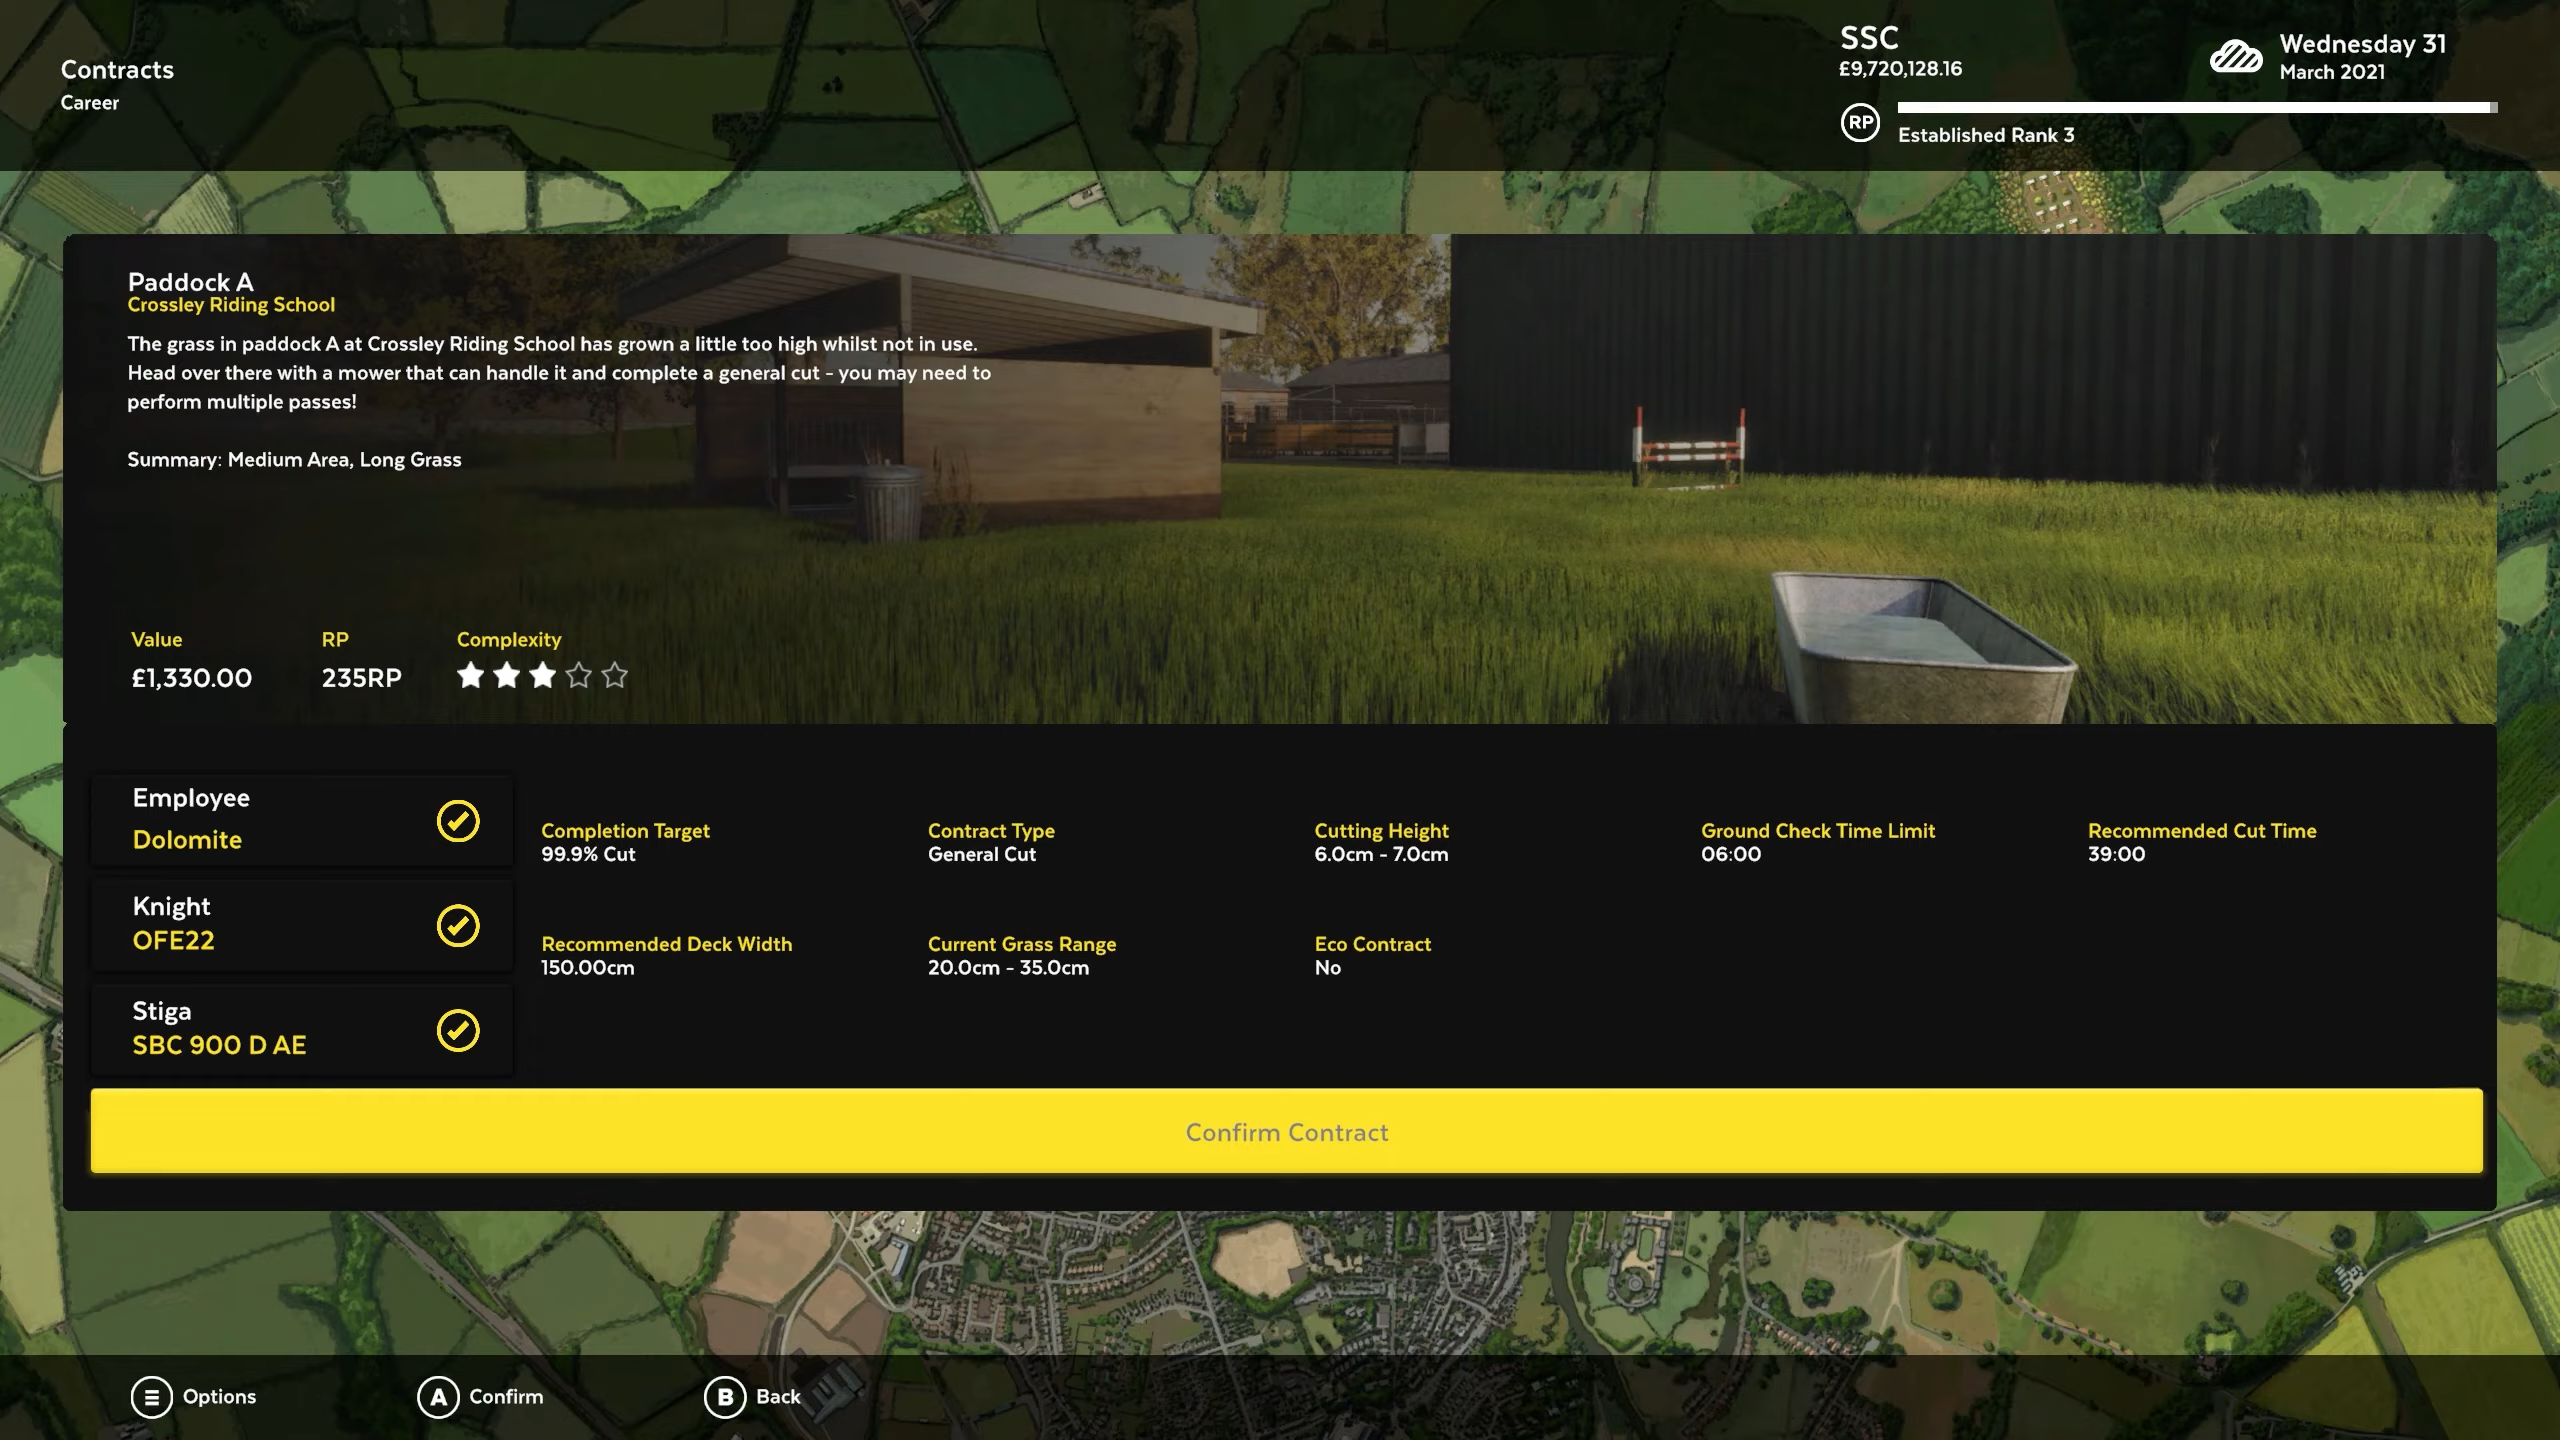 Contracts
Career
SSC
£9,720,128.16
Wednesday 31
March 2021
RP
Established Rank 3
Paddock A
Crossley Riding School
The grass in paddock A at Crossley Riding School has grown a little too high whilst not in use.
Head over there with a mower that can handle it and complete a general cut - you may need to
perform multiple passes!
Summary: Medium Area, Long Grass
Value
RP
Complexity
£1,330.00
235RP
Employee
Dolomite
Knight
OFE22
Stiga
SBC 900 D AE
Completion Target
99.9% Cut
Contract Type
General Cut
Cutting Height
6.0cm - 7.0cm
Ground Check Time Limit
06:00
Recommended Cut Time
39:00
Recommended Deck Width
150.00cm
Current Grass Range
20.0cm - 35.0cm
Eco Contract
No
Confirm Contract
Options
A Confirm
B Back